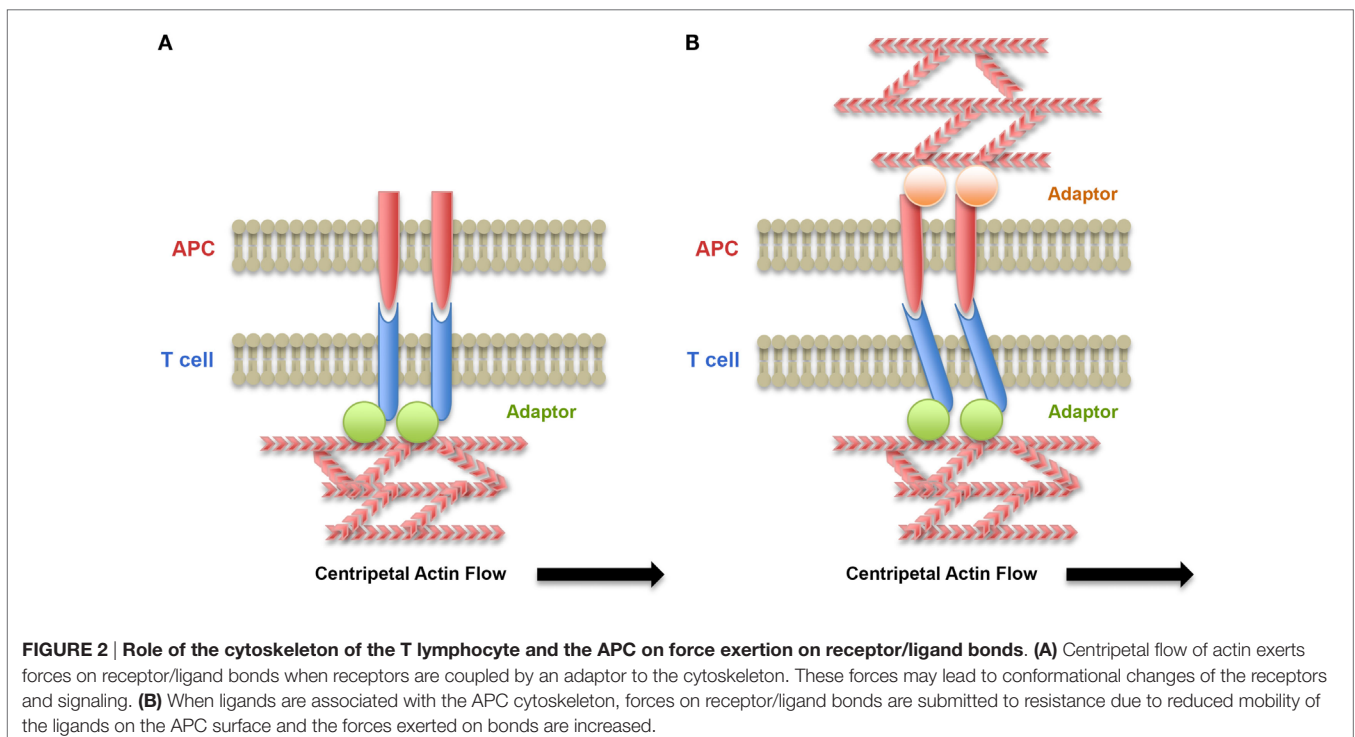 A
B
Adaptor
APC
APC
T cell
T cell
Adaptor
Adaptor
Centripetal Actin Flow
Centripetal Actin Flow
FIGURE 2 | Role of the cytoskeleton of the T lymphocyte and the APC on force exertion on receptor/ligand bonds. (A) Centripetal flow of actin exerts
forces on receptor/ligand bonds when receptors are coupled by an adaptor to the cytoskeleton. These forces may lead to conformational changes of the receptors
and signaling. (B) When ligands are associated with the APC cytoskeleton, forces on receptor/ligand bonds are submitted to resistance due to reduced mobility of
the ligands on the APC surface and the forces exerted on bonds are increased.